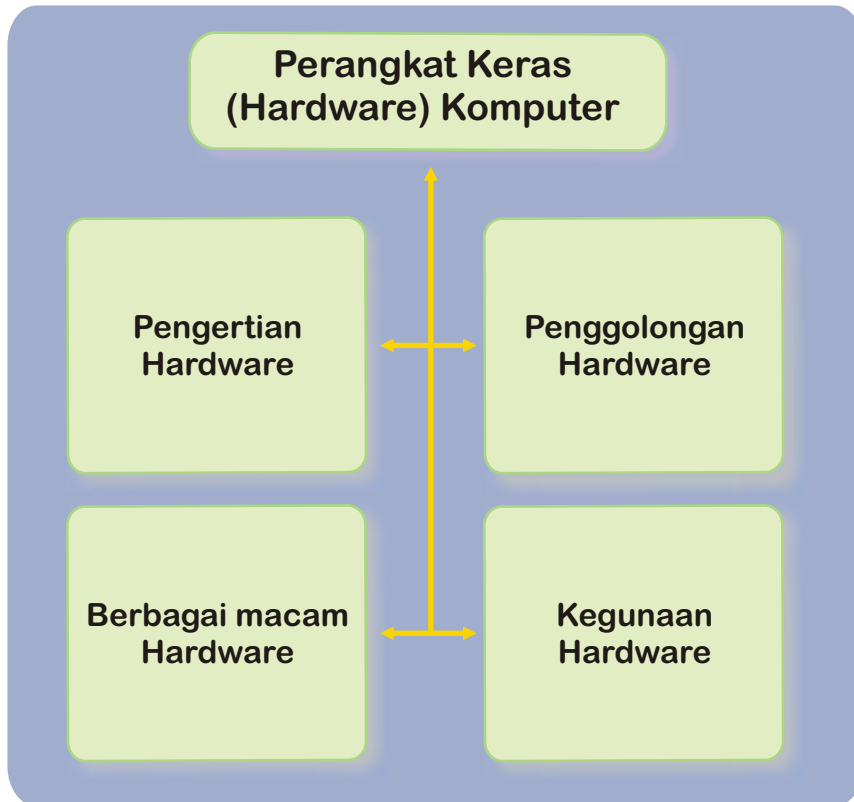 Perangkat Keras
(Hardware) Komputer
Pengertian
Hardware
Penggolongan
Hardware
Berbagai macam
Hardware
Kegunaan
Hardware